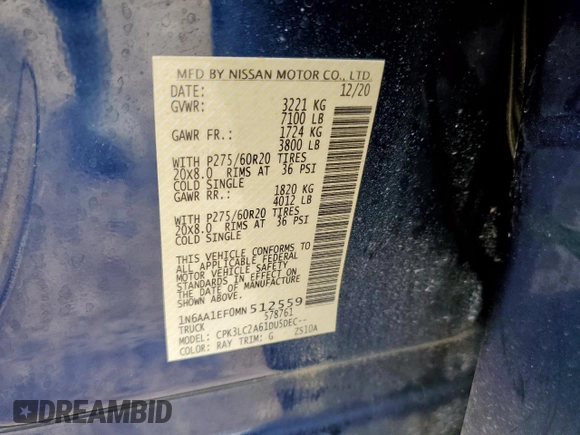 MFD BY NISSAN MOTOR CO., LTD.
DATE: 12/20
GVWR: 3221 KG
7100 LB
GAWR FR.: 1724 KG
3800 LB
WITH P275/60R20 TIRES
20X8.0 RIMS AT 36 PSI
COLD SINGLE
GAWR RR.: 1820 KG
4012 LB
WITH P275/60R20 TIRES
20X8.0 RIMS AT 36 PSI
COLD SINGLE
THIS VEHICLE CONFORMS TO
ALL APPLICABLE FEDERAL
MOTOR VEHICLE SAFETY
STANDARDS IN EFFECT ON
THE DATE OF MANUFACTURE
SHOWN ABOVE.
1N6AA1EF0MN512559
TRUCK 578761
MODEL: CPK3LC2A61DU5DEC--
COLOR: RAY TRIM: G ZS10A
DREAMBID